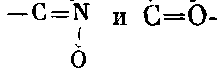 —C=N и C=O-
O